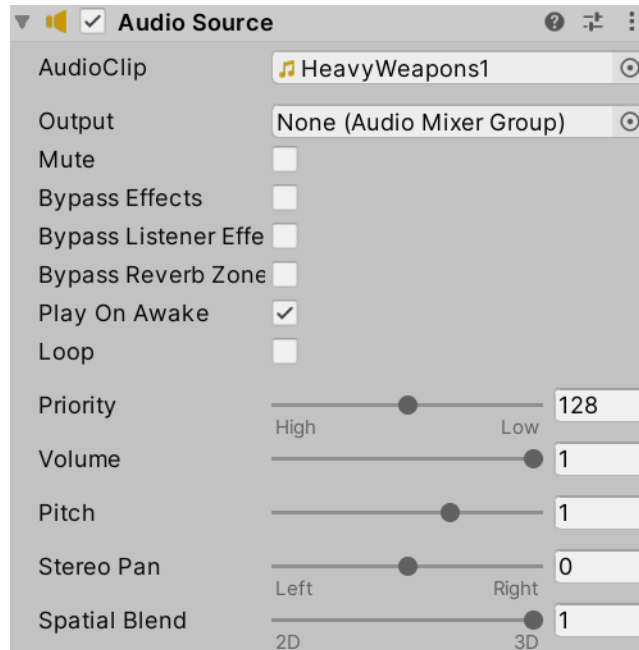 Audio Source
AudioClip HeavyWeapons1
Output None (Audio Mixer Group)
Mute
Bypass Effects
Bypass Listener Effe
Bypass Reverb Zone
Play On Awake
Loop
Priority 128
High Low
Volume 1
Pitch 1
Stereo Pan 0
Left Right
Spatial Blend 1
2D 3D